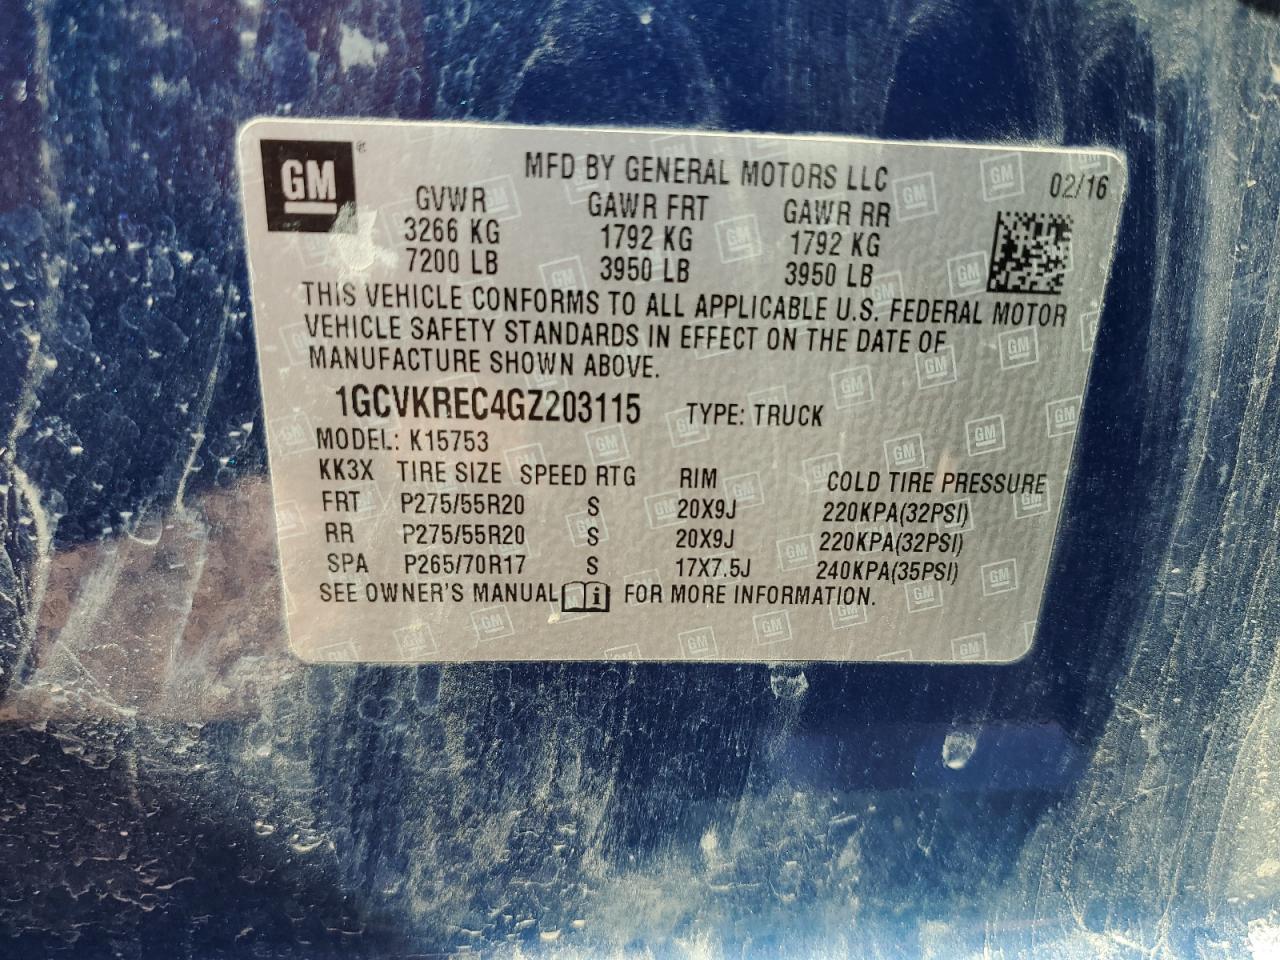 GM
MFD BY GENERAL MOTORS LLC
02/16
GVWR GAWR FRT GAWR RR
3266 KG 1792 KG 1792 KG
7200 LB 3950 LB 3950 LB
THIS VEHICLE CONFORMS TO ALL APPLICABLE U.S. FEDERAL MOTOR
VEHICLE SAFETY STANDARDS IN EFFECT ON THE DATE OF
MANUFACTURE SHOWN ABOVE.
1GCVKREC4GZ203115 TYPE: TRUCK
MODEL: K15753
KK3X TIRE SIZE SPEED RTG RIM COLD TIRE PRESSURE
FRT P275/55R20 S 20X9J 220KPA(32PSI)
RR P275/55R20 S 20X9J 220KPA(32PSI)
SPA P265/70R17 S 17X7.5J 240KPA(35PSI)
SEE OWNER'S MANUAL i FOR MORE INFORMATION.